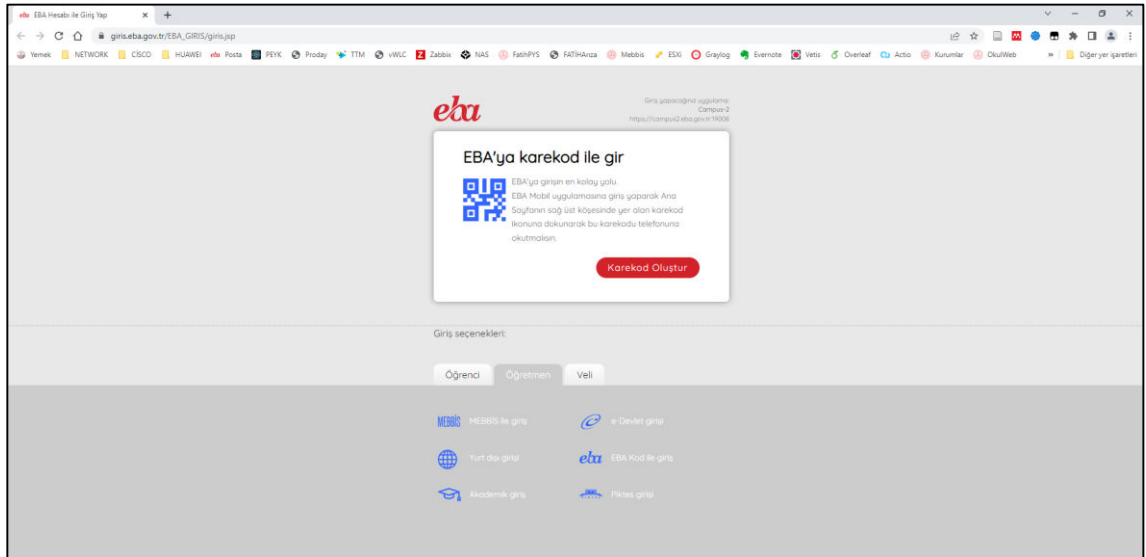 eba EBA Hesabı ile Giriş Yap
giris.eba.gov.tr/EBA_GIRIS/giris.jsp
Yemek NETWORK CİSCO HUAWEI eba Posta PEYK Proday TTM vWLC Z Zabbix NAS FatihPYS FATİHArıza Mebbis ESXi Graylog Evernote Vetis Overleaf Actio Kurumlar OkulWeb » Diğer yer işaretleri
eba
Giriş yapacağınız uygulama:
Campus-2
https://campus2.eba.gov.tr:19006
EBA'ya karekod ile gir
EBA'ya girişin en kolay yolu.
EBA Mobil uygulamasına giriş yaparak Ana
Sayfanın sağ üst köşesinde yer alan karekod
ikonuna dokunarak bu karekodu telefonuna
okutmalısın.
Karekod Oluştur
Giriş seçenekleri:
Öğrenci Öğretmen Veli
MEBBİS MEBBİS ile giriş e-Devlet girişi
Yurt dışı girişi eba EBA Kod ile giriş
Akademik giriş Piktes girişi